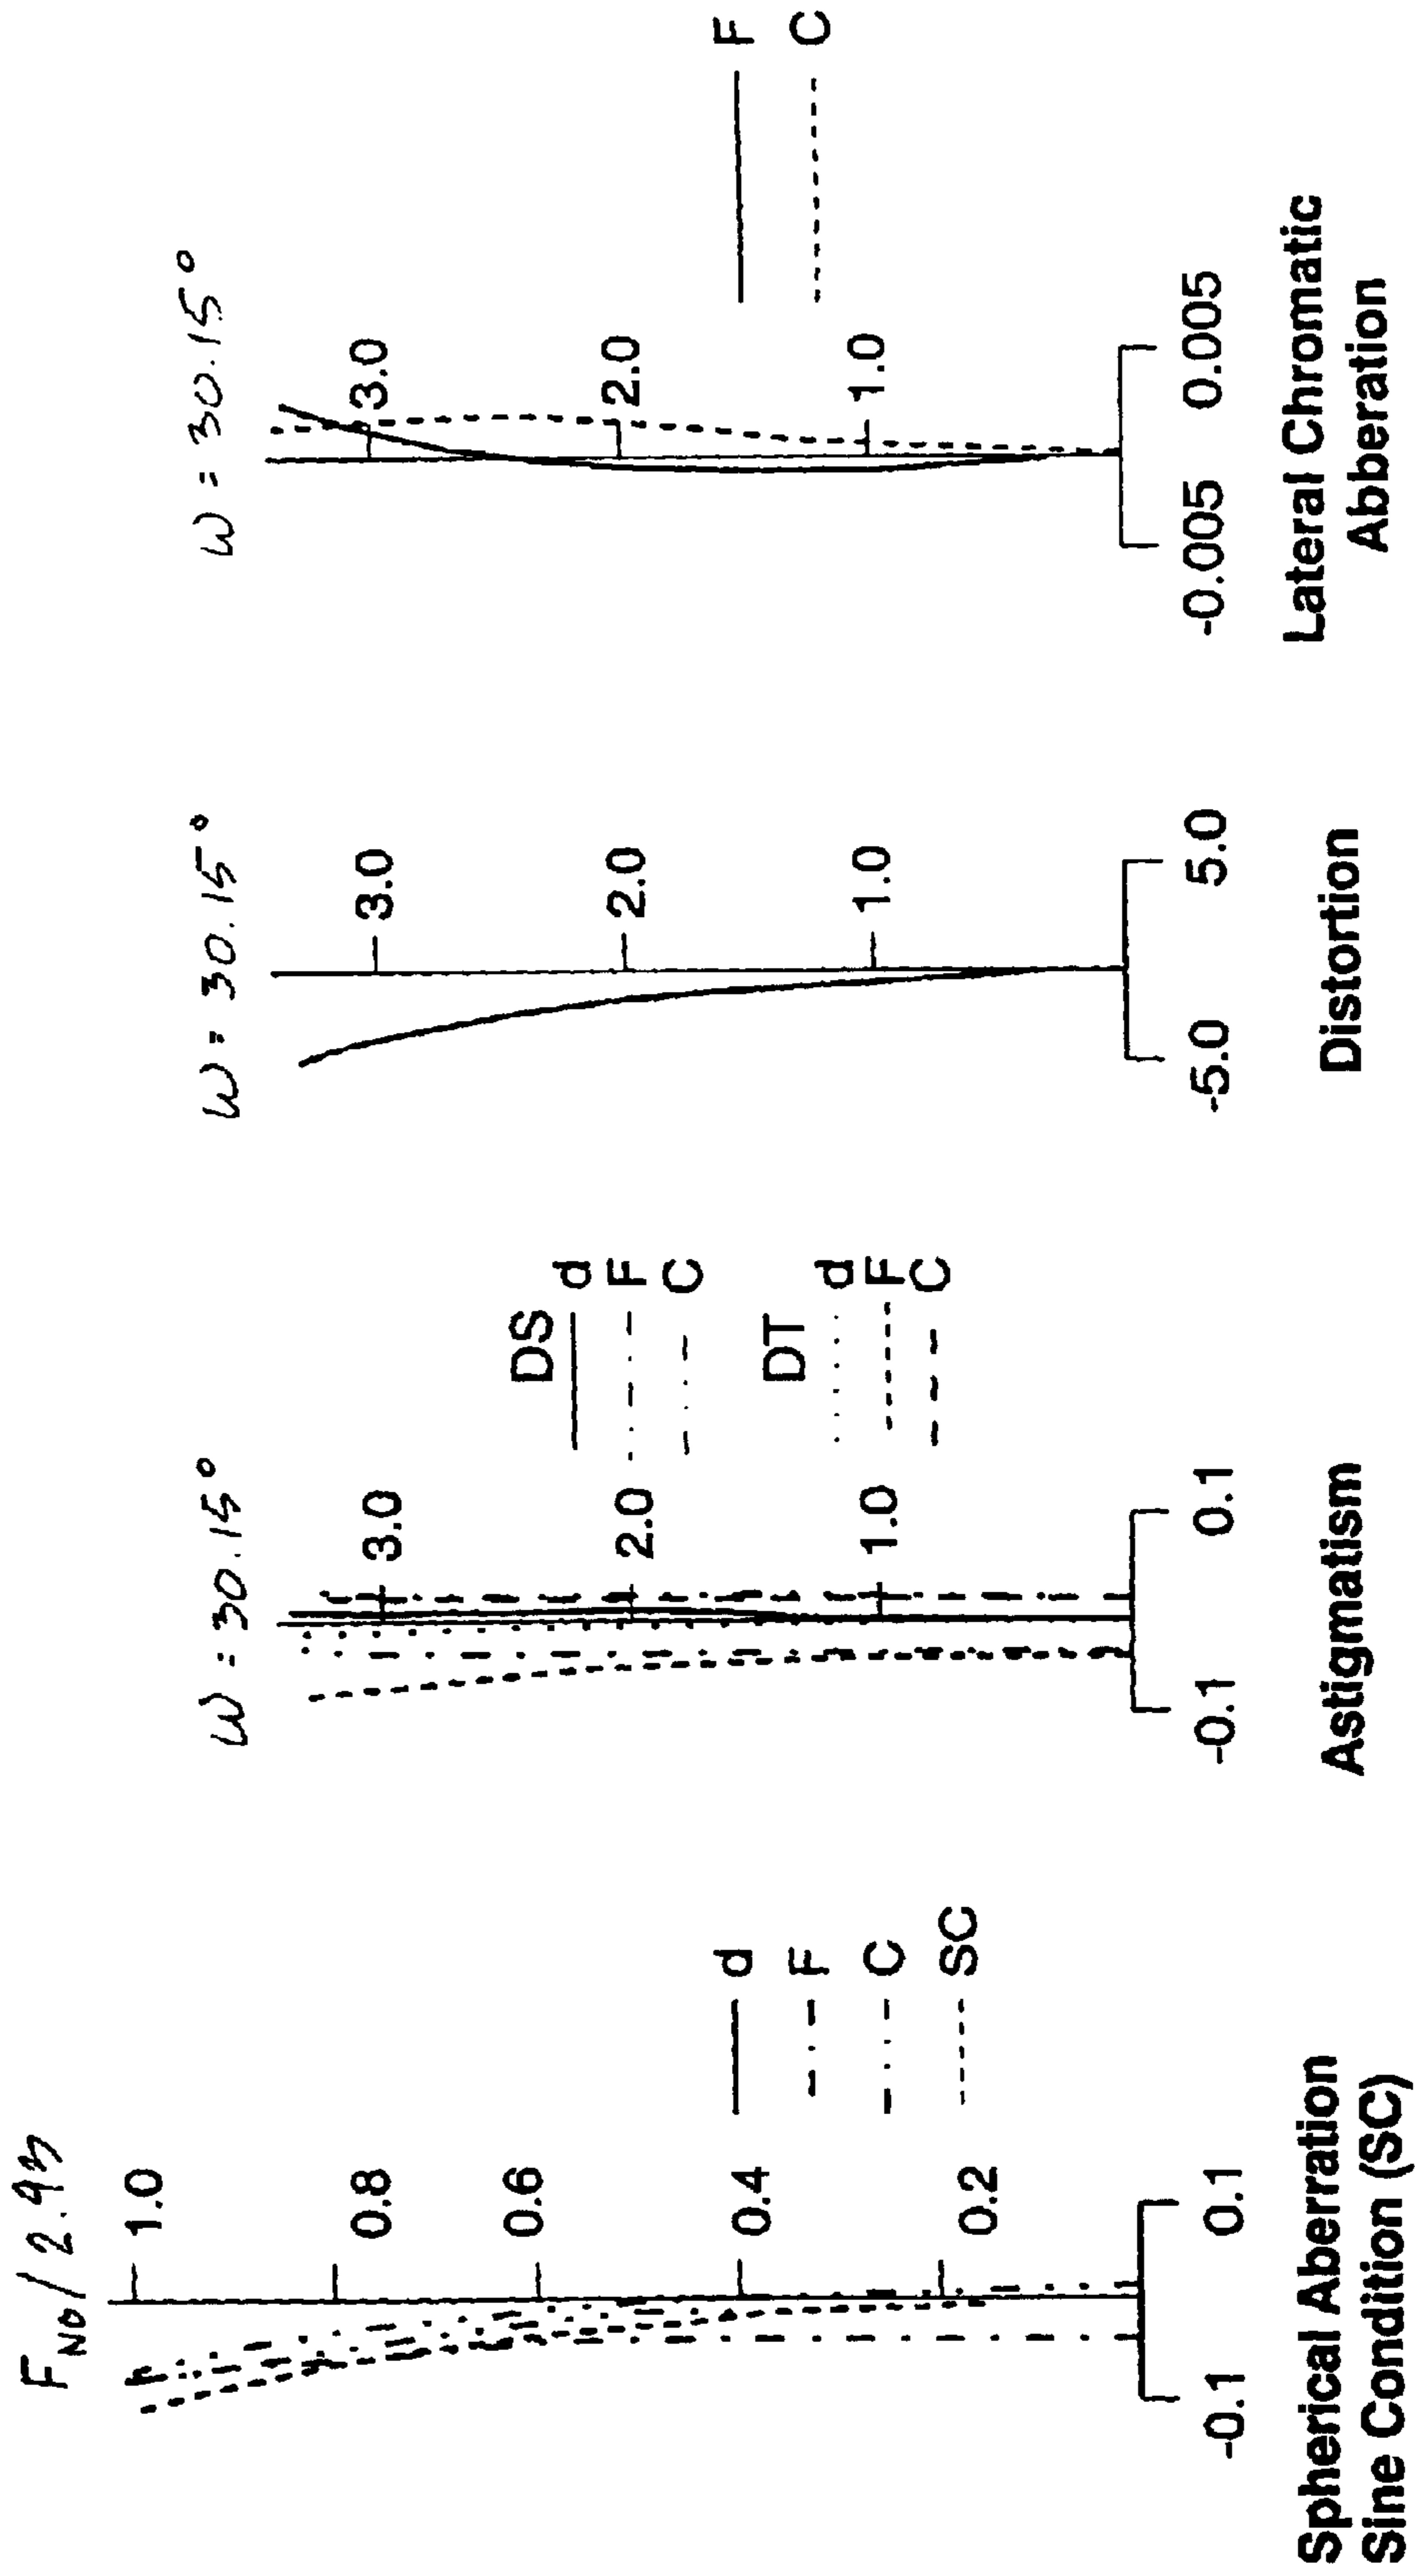 F NO / 2.93
1.0
0.8
0.6
0.4
0.2
-0.1
0.1
d
F
C
SC
Spherical Aberration
Sine Condition (SC)
W = 30.15°
3.0
2.0
1.0
-0.1
0.1
DS
d
F
C
DT
d
F
C
Astigmatism
W = 30.15°
3.0
2.0
1.0
-5.0
5.0
Distortion
W = 30.15°
3.0
2.0
1.0
-0.005
0.005
F
C
Lateral Chromatic
Abberation